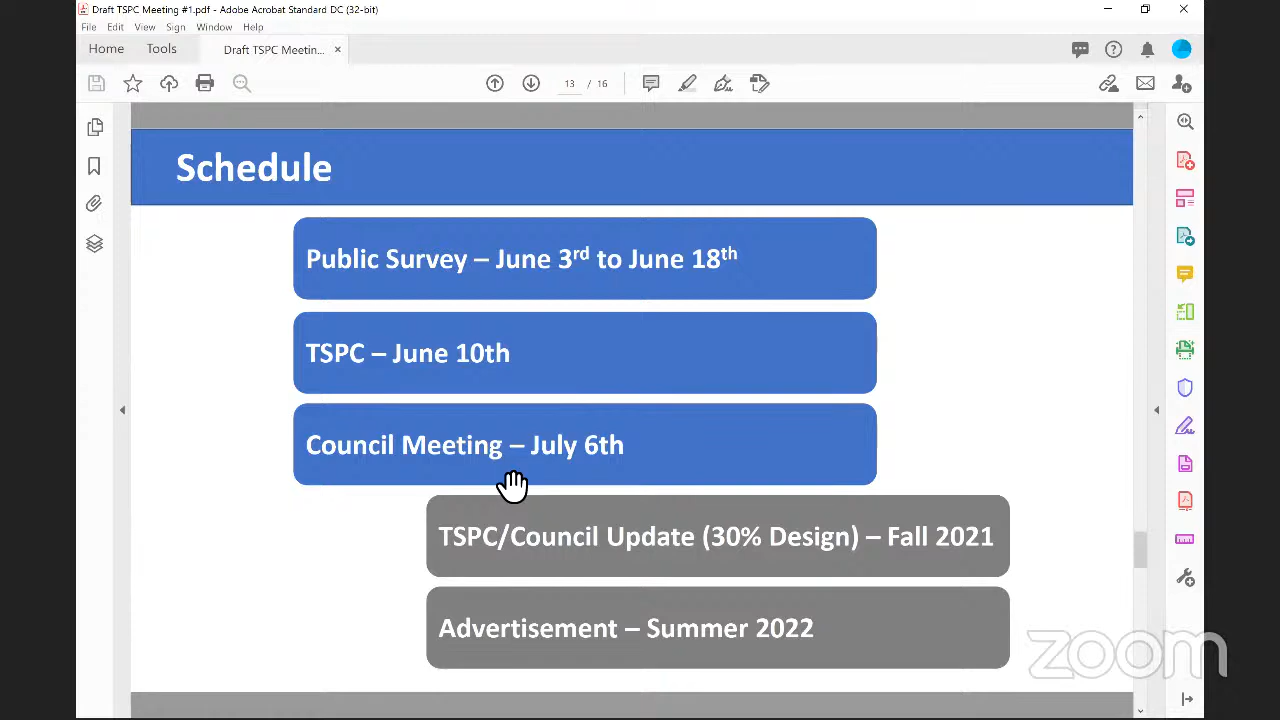 Draft TSPC Meeting #1.pdf - Adobe Acrobat Standard DC (32-bit)
File Edit View Sign Window Help
Home Tools Draft TSPC Meetin... ×
13 / 16
Schedule
Public Survey – June 3rd to June 18th
TSPC – June 10th
Council Meeting – July 6th
TSPC/Council Update (30% Design) – Fall 2021
Advertisement – Summer 2022
zoom